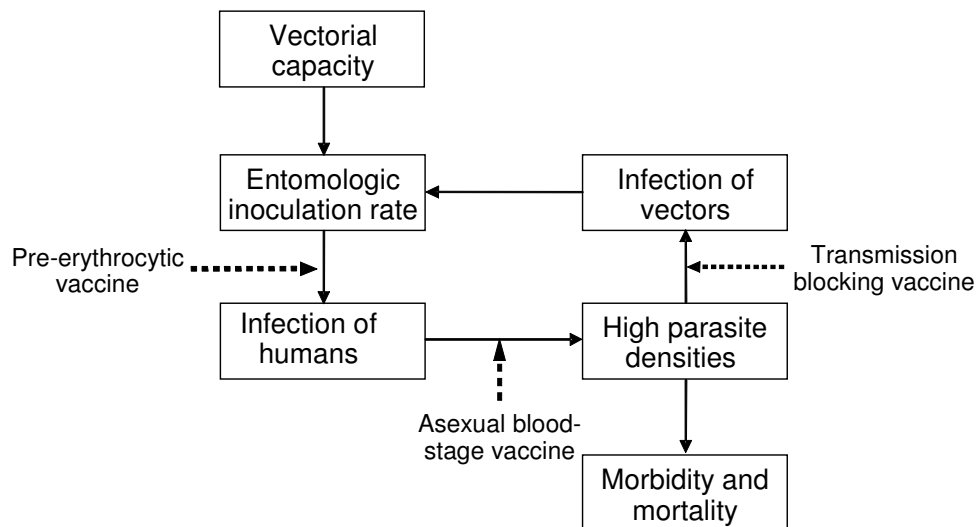 Vectorial
capacity
Entomologic
inoculation rate
Infection of
vectors
Pre-erythrocytic
vaccine
Transmission
blocking vaccine
Infection of
humans
High parasite
densities
Asexual blood-
stage vaccine
Morbidity and
mortality